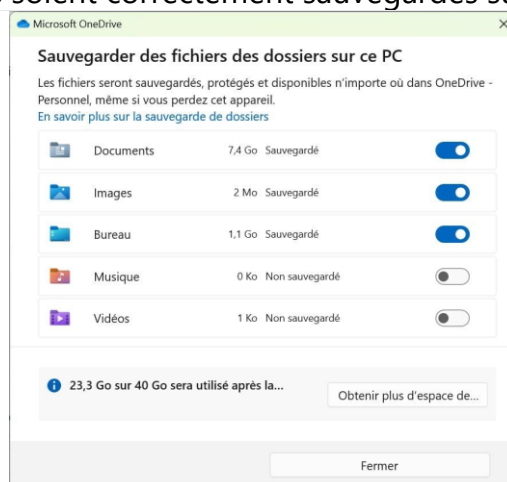 soient correctement sauvegardés
Microsoft OneDrive
Sauvegarder des fichiers des dossiers sur ce PC
Les fichiers seront sauvegardés, protégés et disponibles n'importe où dans OneDrive -
Personnel, même si vous perdez cet appareil.
En savoir plus sur la sauvegarde de dossiers
Documents 7,4 Go Sauvegardé
Images 2 Mo Sauvegardé
Bureau 1,1 Go Sauvegardé
Musique 0 Ko Non sauvegardé
Vidéos 1 Ko Non sauvegardé
23,3 Go sur 40 Go sera utilisé après la...
Obtenir plus d'espace de...
Fermer